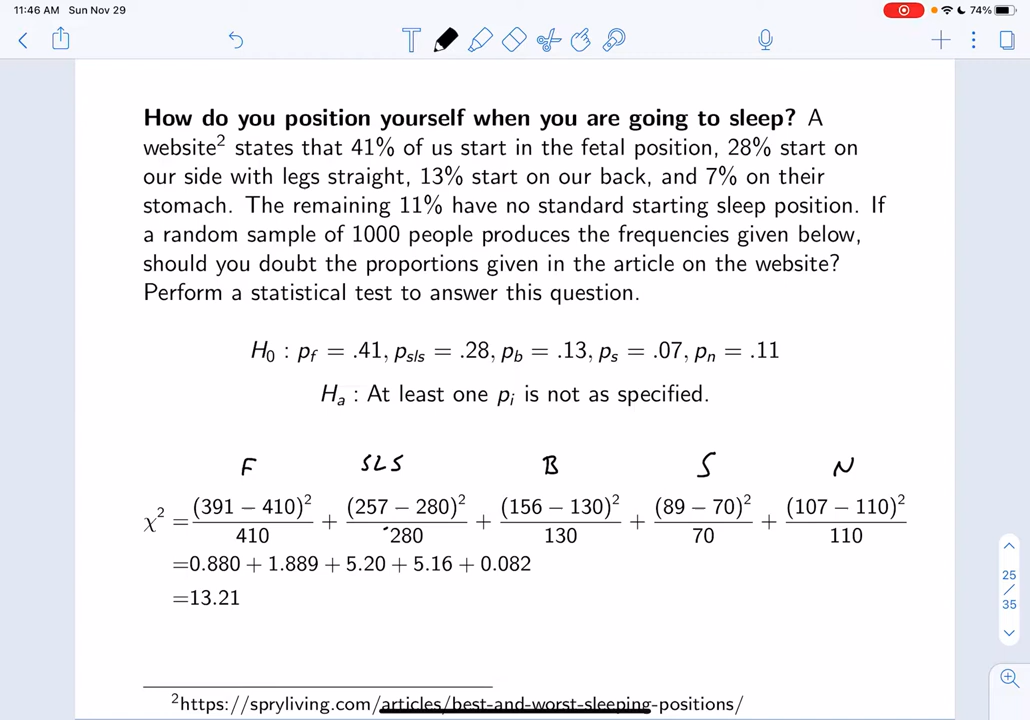 11:46 AM Sun Nov 29 74%
How do you position yourself when you are going to sleep? A
website² states that 41% of us start in the fetal position, 28% start on
our side with legs straight, 13% start on our back, and 7% on their
stomach. The remaining 11% have no standard starting sleep position. If
a random sample of 1000 people produces the frequencies given below,
should you doubt the proportions given in the article on the website?
Perform a statistical test to answer this question.
H₀ : p_f = .41, p_sls = .28, p_b = .13, p_s = .07, p_n = .11
Hₐ : At least one pᵢ is not as specified.
F SLS B S N
χ² = (391 − 410)²/410 + (257 − 280)²/280 + (156 − 130)²/130 + (89 − 70)²/70 + (107 − 110)²/110
=0.880 + 1.889 + 5.20 + 5.16 + 0.082
=13.21
²https://spryliving.com/articles/best-and-worst-sleeping-positions/
25
/
35